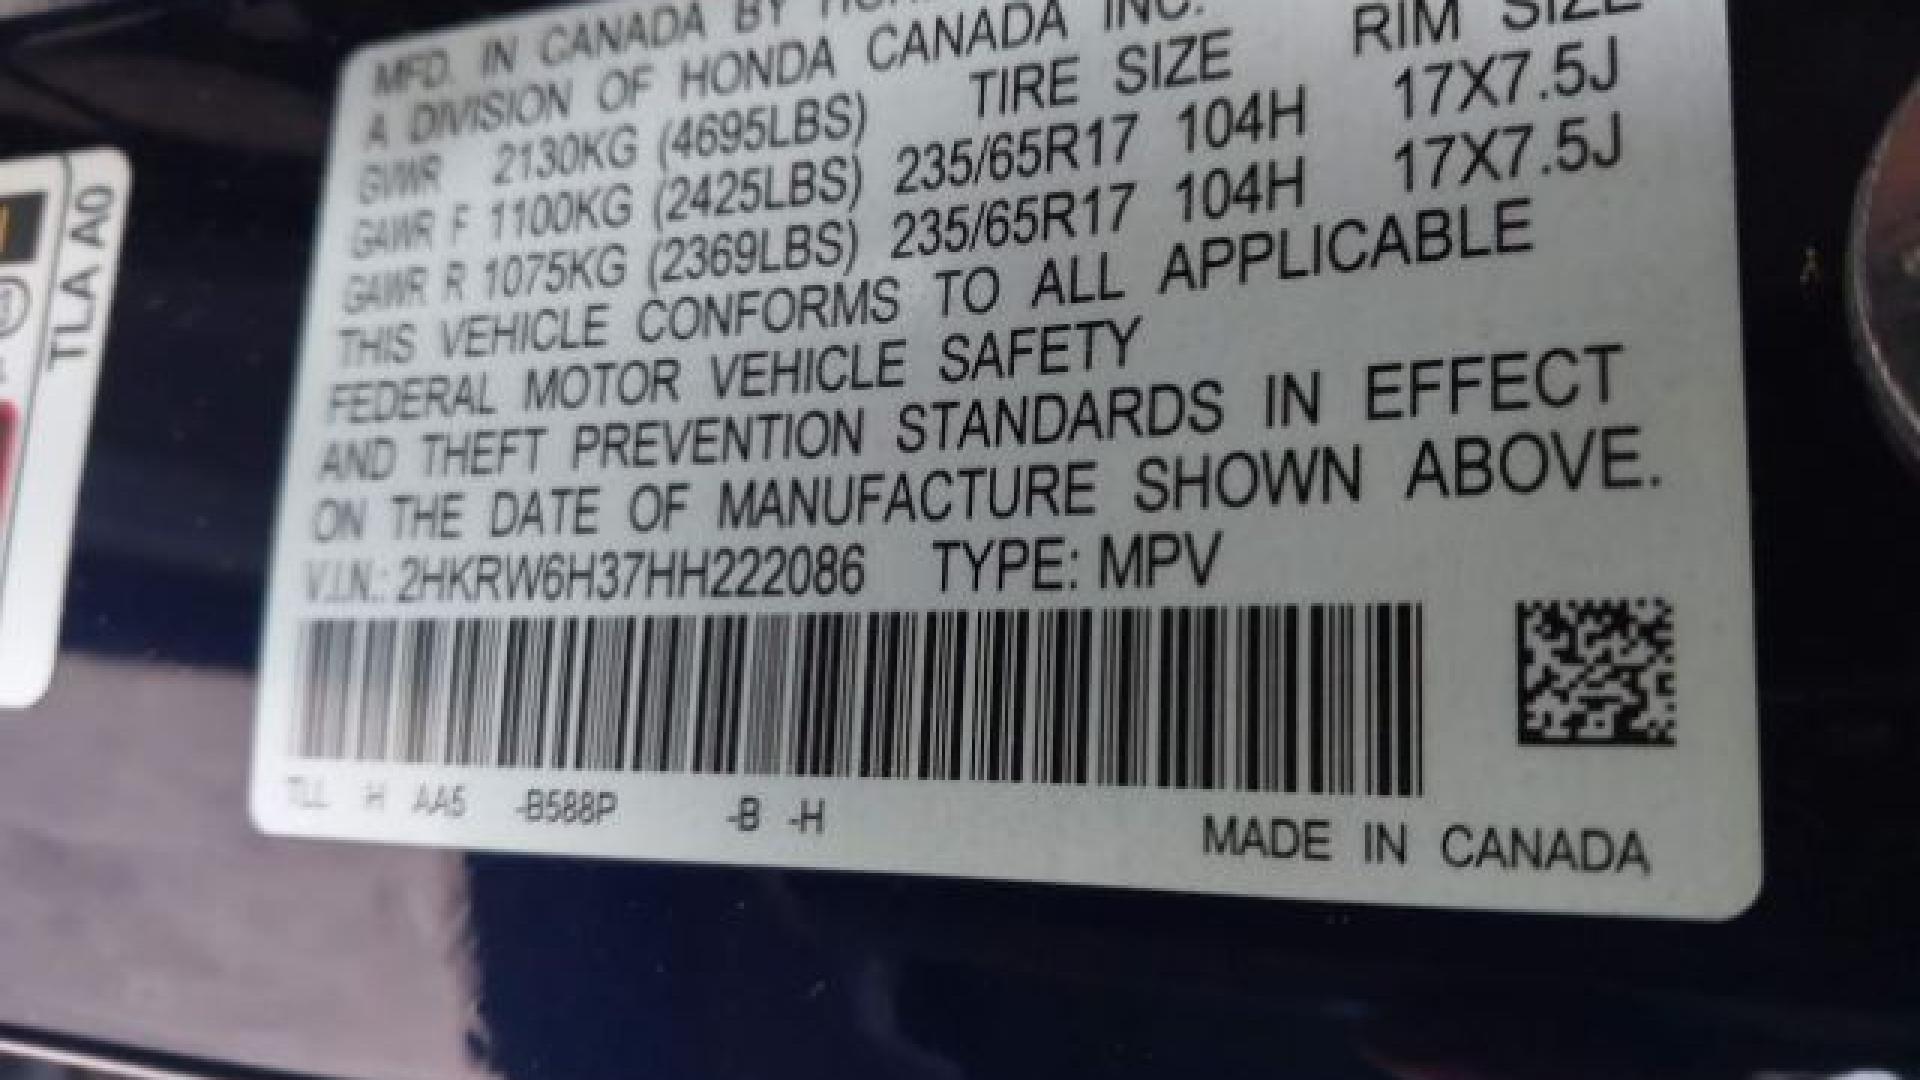 TLA A0
MFD. IN CANADA BY
A DIVISION OF HONDA CANADA INC.
TIRE SIZE RIM SIZE
GVWR 2130KG (4695LBS)
GAWR F 1100KG (2425LBS) 235/65R17 104H 17X7.5J
GAWR R 1075KG (2369LBS) 235/65R17 104H 17X7.5J
THIS VEHICLE CONFORMS TO ALL APPLICABLE
FEDERAL MOTOR VEHICLE SAFETY
AND THEFT PREVENTION STANDARDS IN EFFECT
ON THE DATE OF MANUFACTURE SHOWN ABOVE.
V.I.N.: 2HKRW6H37HH222086 TYPE: MPV
TLL H AA5 -B588P -B -H
MADE IN CANADA